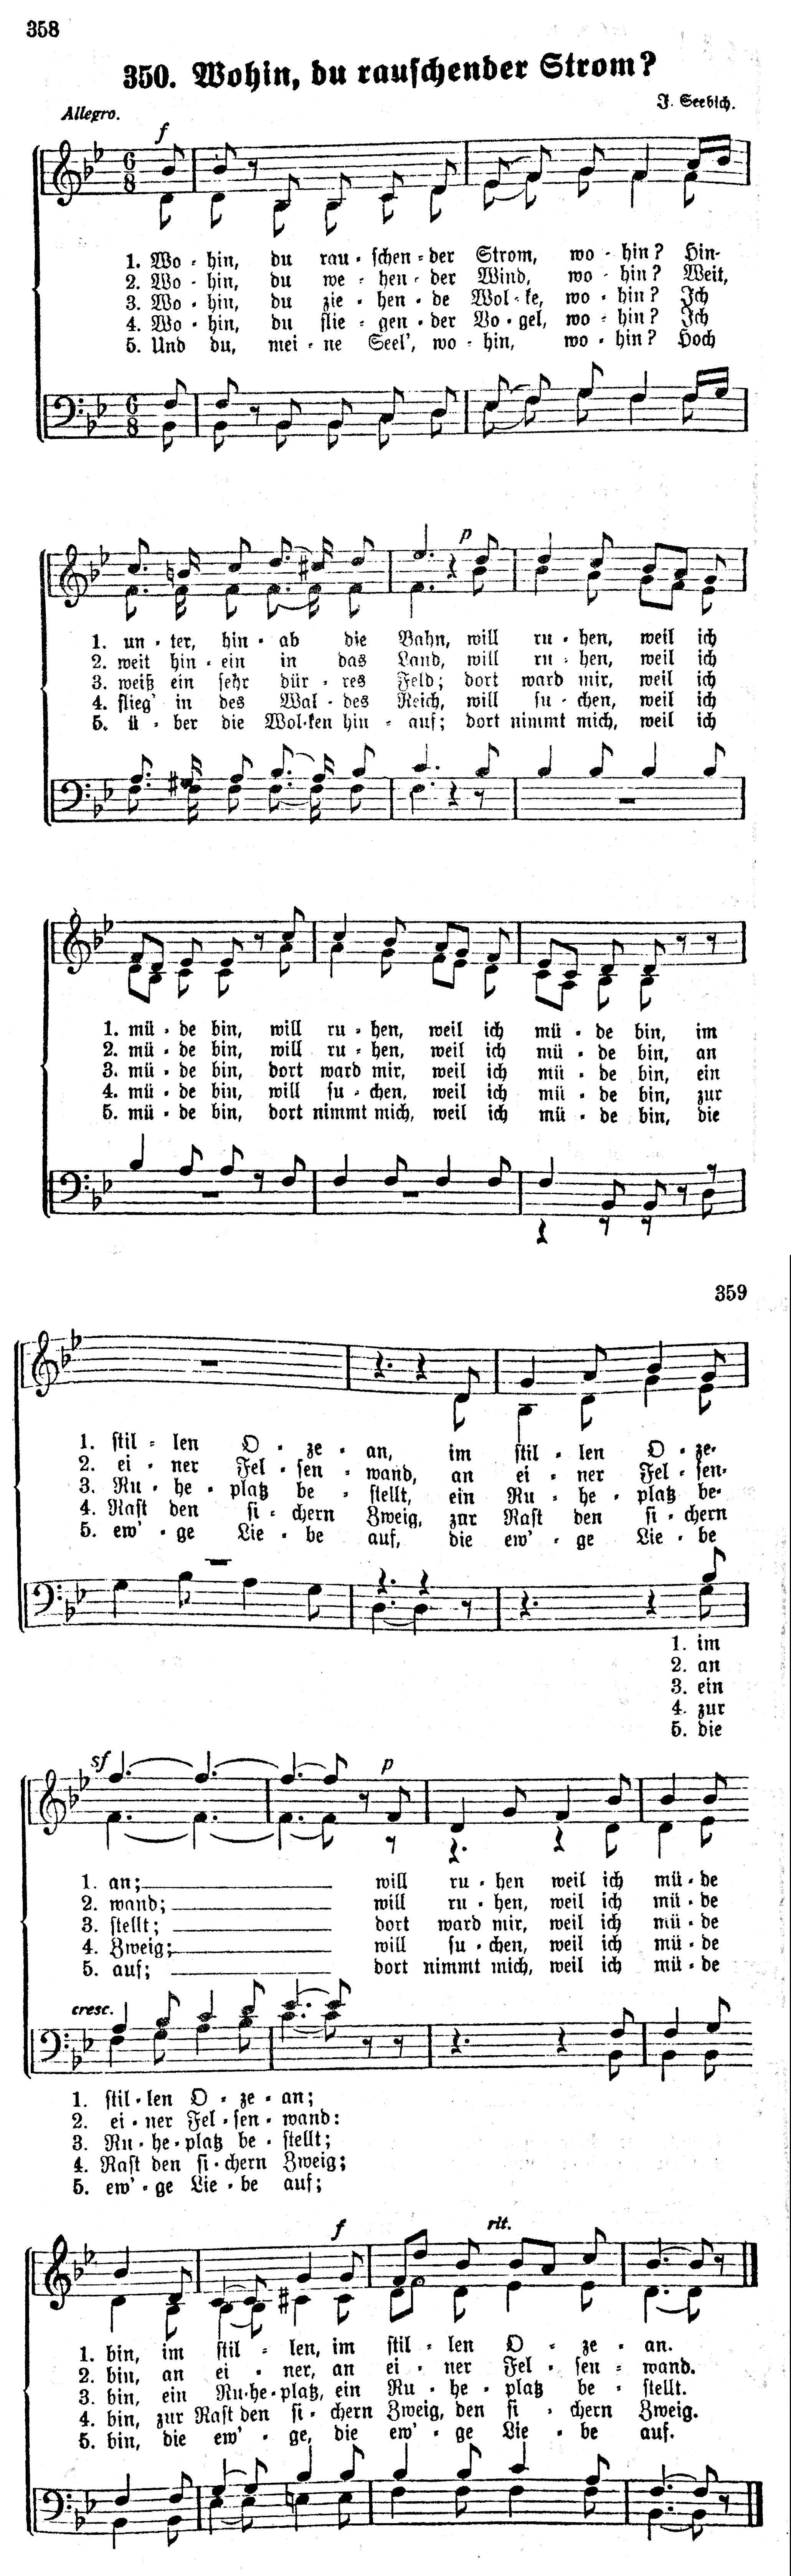 358
350. Wohin, du rauschender Strom?
J. Seebich.
Allegro.
f
1. Wo - hin, du rau - schen - der Strom, wo - hin? Hin-
2. Wo - hin, du we - hen - der Wind, wo - hin? Weit,
3. Wo - hin, du zie - hen - de Wol - ke, wo - hin? Ich
4. Wo - hin, du flie - gen - der Vo - gel, wo - hin? Ich
5. Und du, mei - ne Seel', wo - hin, wo - hin? Hoch
p
1. un - ter, hin - ab die Bahn, will ru - hen, weil ich
2. weit hin - ein in das Land, will ru - hen, weil ich
3. weiß ein sehr dür - res Feld; dort ward mir, weil ich
4. flieg' in des Wal - des Reich, will su - chen, weil ich
5. ü - ber die Wol - ken hin - auf; dort nimmt mich, weil ich
1. mü - de bin, will ru - hen, weil ich mü - de bin, im
2. mü - de bin, will ru - hen, weil ich mü - de bin, an
3. mü - de bin, dort ward mir, weil ich mü - de bin, ein
4. mü - de bin, will su - chen, weil ich mü - de bin, zur
5. mü - de bin, dort nimmt mich, weil ich mü - de bin, die
359
1. stil - len O - ze - an, im stil - len O - ze-
2. ei - ner Fel - sen - wand, an ei - ner Fel - sen-
3. Ru - he - platz be - stellt, ein Ru - he - platz be-
4. Rast den si - chern Zweig, zur Rast den si - chern
5. ew' - ge Lie - be auf, die ew' - ge Lie - be
1. im
2. an
3. ein
4. zur
5. die
sf p
1. an; will ru - hen weil ich mü - de
2. wand; will ru - hen, weil ich mü - de
3. stellt; dort ward mir, weil ich mü - de
4. Zweig; will su - chen, weil ich mü - de
5. auf; dort nimmt mich, weil ich mü - de
cresc.
1. stil - len O - ze - an;
2. ei - ner Fel - sen - wand:
3. Ru - he - platz be - stellt;
4. Rast den si - chern Zweig;
5. ew' - ge Lie - be auf;
f rit.
1. bin, im stil - len, im stil - len O - ze - an.
2. bin, an ei - ner, an ei - ner Fel - sen - wand.
3. bin, ein Ru - he - platz, ein Ru - he - platz be - stellt.
4. bin, zur Rast den si - chern Zweig, den si - chern Zweig.
5. bin, die ew' - ge, die ew' - ge Lie - be auf.